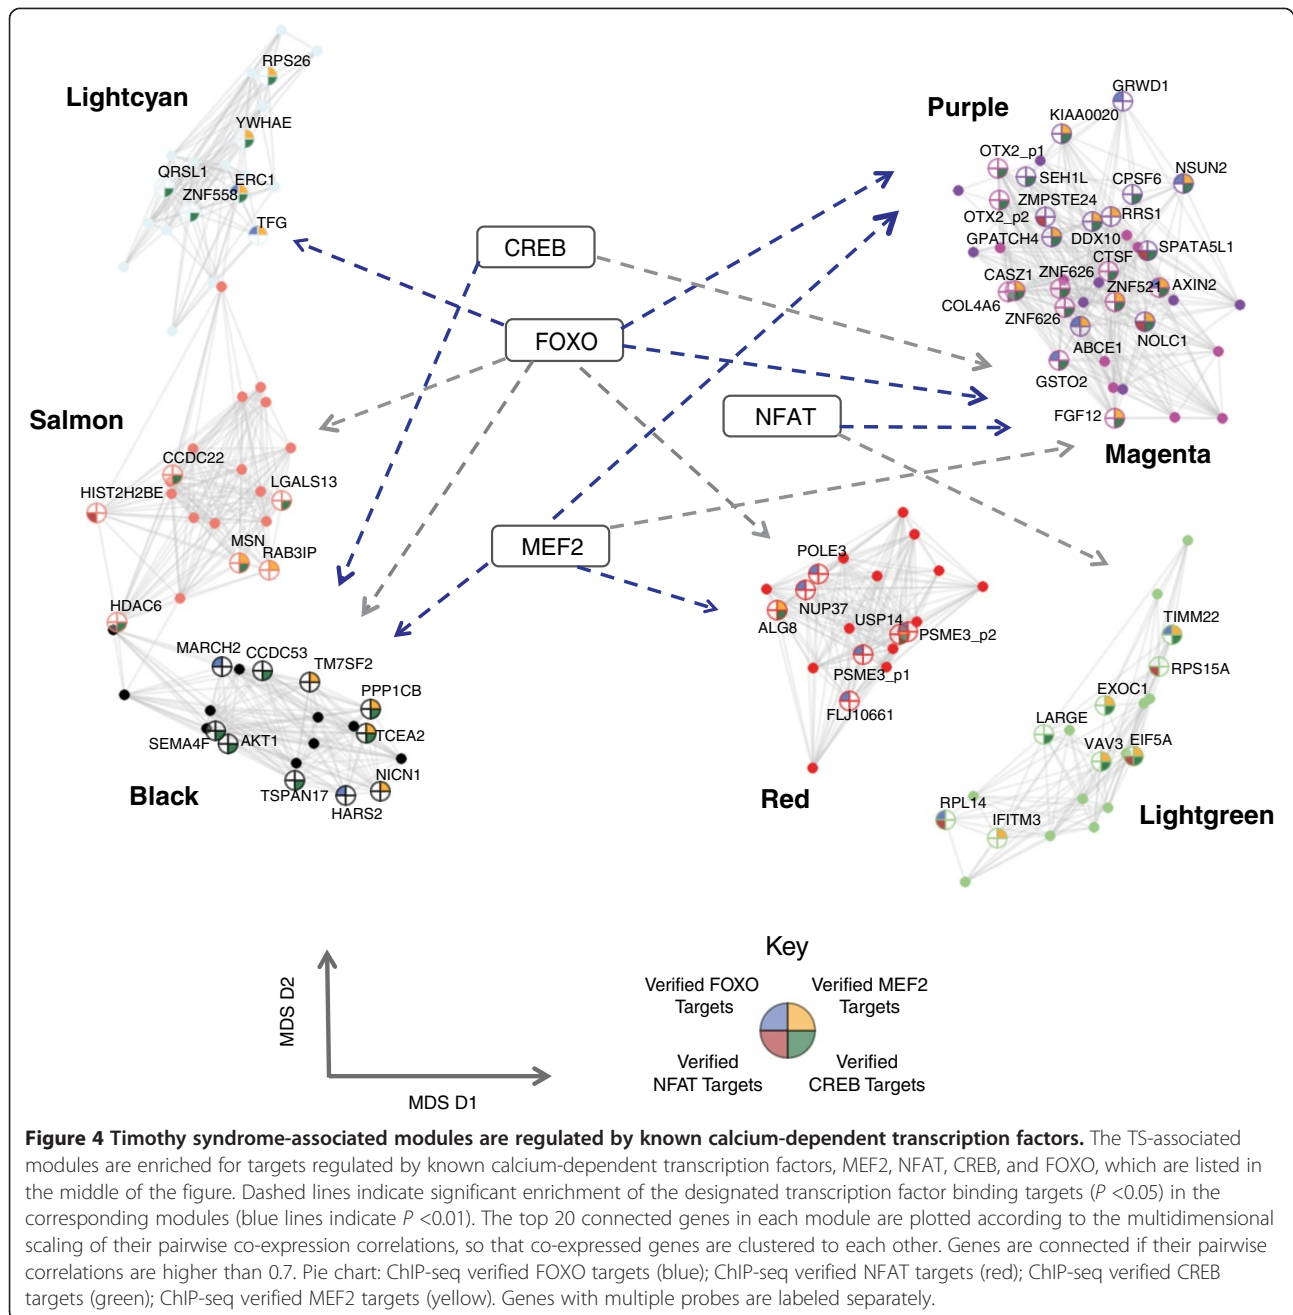 RPS26
Lightcyan
YWHAE
QRSL1
ERC1
ZNF558
TFG
Purple
GRWD1
KIAA0020
OTX2_p1
SEH1L
CPSF6
NSUN2
ZMPSTE24
OTX2_p2
RRS1
GPATCH4
DDX10
SPATA5L1
CTSF
CASZ1
ZNF626
ZNF521
AXIN2
COL4A6
ZNF626
NOLC1
ABCE1
GSTO2
FGF12
Magenta
CREB
FOXO
NFAT
MEF2
Salmon
CCDC22
HIST2H2BE
LGALS13
MSN
RAB3IP
HDAC6
MARCH2
CCDC53
TM7SF2
PPP1CB
SEMA4F
AKT1
TCEA2
TSPAN17
NICN1
HARS2
Black
POLE3
NUP37
ALG8
USP14
PSME3_p2
PSME3_p1
FLJ10661
Red
TIMM22
RPS15A
EXOC1
LARGE
VAV3
EIF5A
RPL14
IFITM3
Lightgreen
MDS D2
MDS D1
Key
Verified FOXO
Targets
Verified MEF2
Targets
Verified
NFAT Targets
Verified
CREB Targets
Figure 4 Timothy syndrome-associated modules are regulated by known calcium-dependent transcription factors. The TS-associated
modules are enriched for targets regulated by known calcium-dependent transcription factors, MEF2, NFAT, CREB, and FOXO, which are listed in
the middle of the figure. Dashed lines indicate significant enrichment of the designated transcription factor binding targets (P <0.05) in the
corresponding modules (blue lines indicate P <0.01). The top 20 connected genes in each module are plotted according to the multidimensional
scaling of their pairwise co-expression correlations, so that co-expressed genes are clustered to each other. Genes are connected if their pairwise
correlations are higher than 0.7. Pie chart: ChIP-seq verified FOXO targets (blue); ChIP-seq verified NFAT targets (red); ChIP-seq verified CREB
targets (green); ChIP-seq verified MEF2 targets (yellow). Genes with multiple probes are labeled separately.